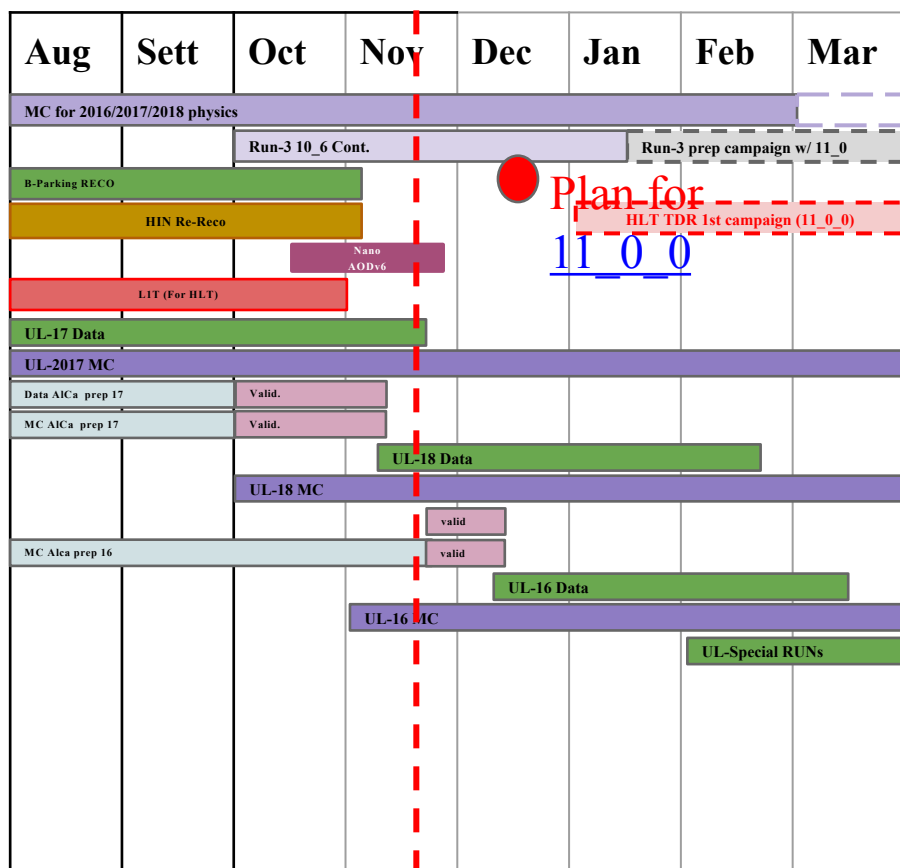 Aug Sett Oct Nov Dec Jan Feb Mar
MC for 2016/2017/2018 physics
Run-3 10_6 Cont.
Run-3 prep campaign w/ 11_0
B-Parking RECO
Plan for
11_0_0
HIN Re-Reco
HLT TDR 1st campaign (11_0_0)
Nano
AODv6
L1T (For HLT)
UL-17 Data
UL-2017 MC
Data AlCa prep 17
Valid.
MC AlCa prep 17
Valid.
UL-18 Data
UL-18 MC
valid
MC Alca prep 16
valid
UL-16 Data
UL-16 MC
UL-Special RUNs